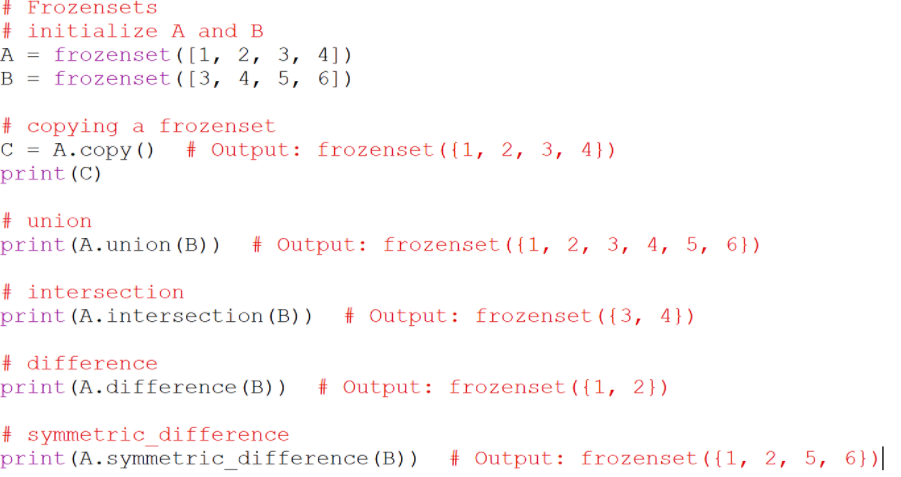 # Frozensets
# initialize A and B
A = frozenset([1, 2, 3, 4])
B = frozenset([3, 4, 5, 6])
# copying a frozenset
C = A.copy()  # Output: frozenset({1, 2, 3, 4})
print(C)
# union
print(A.union(B))  # Output: frozenset({1, 2, 3, 4, 5, 6})
# intersection
print(A.intersection(B))  # Output: frozenset({3, 4})
# difference
print(A.difference(B))  # Output: frozenset({1, 2})
# symmetric_difference
print(A.symmetric_difference(B))  # Output: frozenset({1, 2, 5, 6})